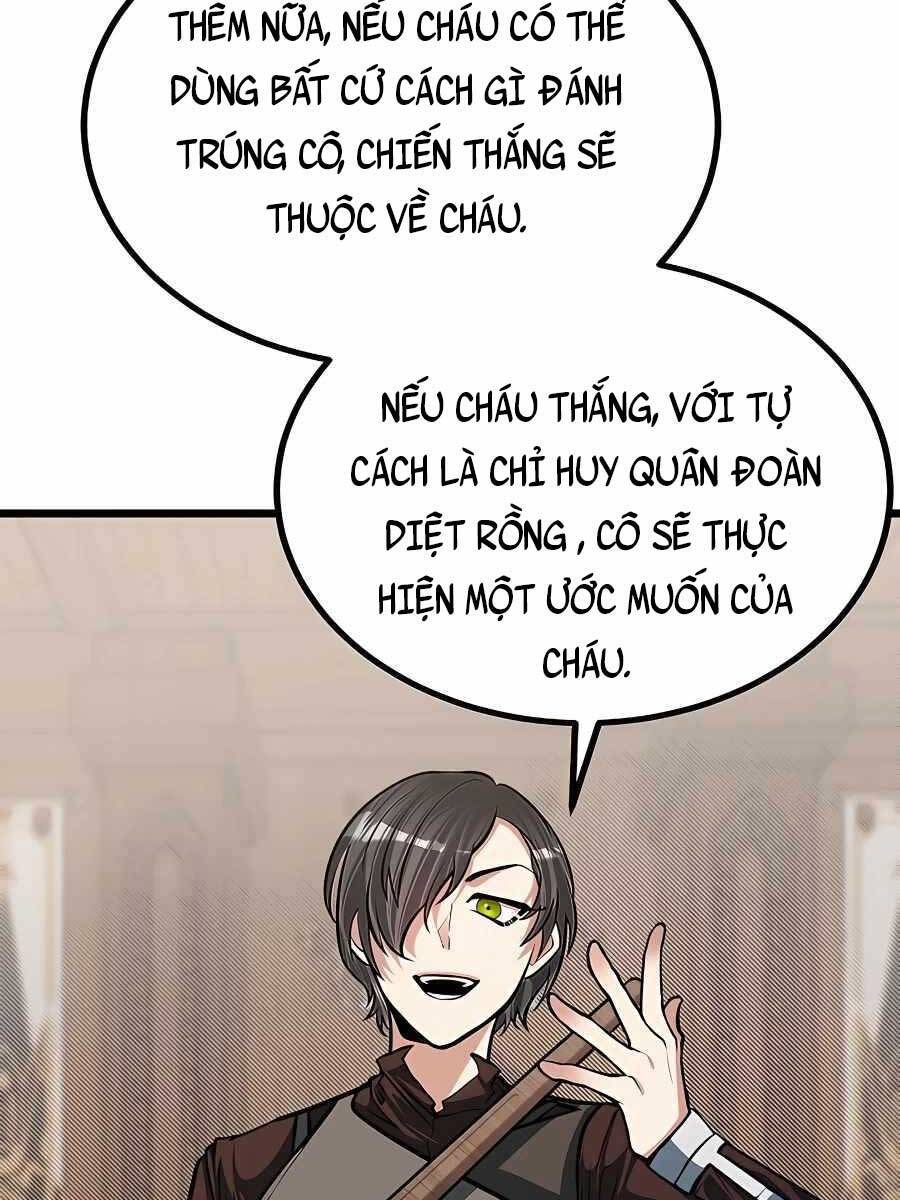 THÊM NỮA, NẾU CHÁU CÓ THỂ
DÙNG BẤT CỨ CÁCH GÌ ĐÁNH
TRÚNG CÔ, CHIẾN THẮNG SẼ
THUỘC VỀ CHÁU.
NẾU CHÁU THẮNG, VỚI TỰ
CÁCH LÀ CHỈ HUY QUÂN ĐOÀN
DIỆT RỒNG , CÔ SẼ THỰC
HIỆN MỘT ƯỚC MUỐN CỦA
CHÁU.